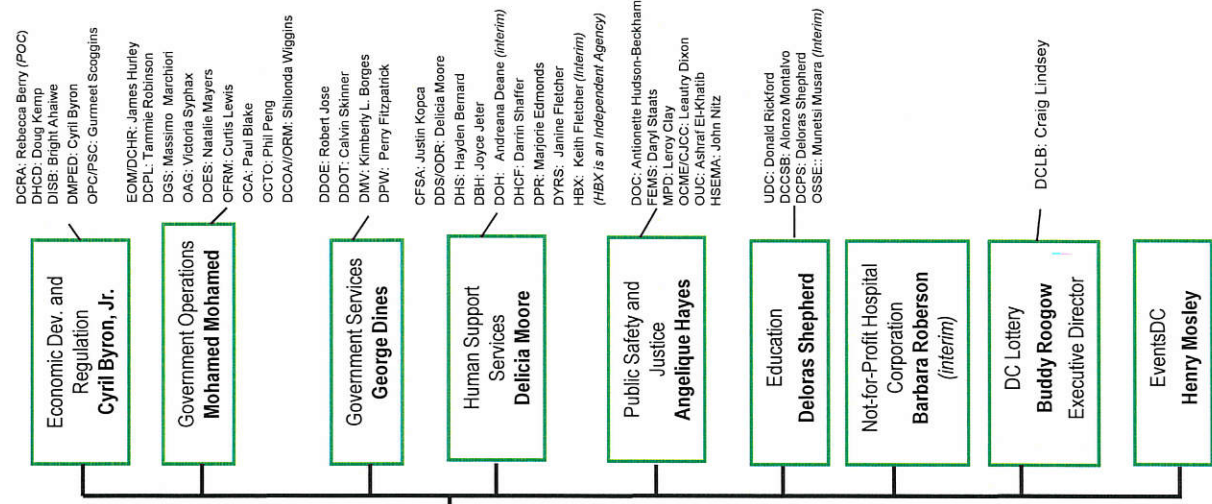 Economic Dev. and
Regulation
Cyril Byron, Jr.
DCRA: Rebecca Berry (POC)
DHCD: Doug Kemp
DISB: Bright Ahaiwe
DMPED: Cyril Byron
OPC/PSC: Gurmeet Scoggins
Government Operations
Mohamed Mohamed
EOM/DCHR: James Hurley
DCPL: Tammie Robinson
DGS: Massimo Marchiori
OAG: Victoria Syphax
DOES: Natalie Mayers
OFRM: Curtis Lewis
OCA: Paul Blake
OCTO: Phil Peng
DCOA//ORM: Shilonda Wiggins
Government Services
George Dines
DDOE: Robert Jose
DDOT: Calvin Skinner
DMV: Kimberly L. Borges
DPW: Perry Fitzpatrick
Human Support
Services
Delicia Moore
CFSA: Justin Kopca
DDS/ODR: Delicia Moore
DHS: Hayden Bernard
DBH: Joyce Jeter
DOH: Andreana Deane (interim)
DHCF: Darrin Shaffer
DPR: Marjorie Edmonds
DYRS: Janine Fletcher
HBX: Keith Fletcher (Interim)
(HBX is an Independent Agency)
Public Safety and
Justice
Angelique Hayes
DOC: Antionette Hudson-Beckham
FEMS: Daryl Staats
MPD: Leroy Clay
OCME/CJCC: Leautry Dixon
OUC: Ashraf El-Khatib
HSEMA: John Nitz
Education
Deloras Shepherd
UDC: Donald Rickford
DCCSB: Alonzo Montalvo
DCPS: Deloras Shepherd
OSSE:: Munetsi Musara (Interim)
Not-for-Profit Hospital
Corporation
Barbara Roberson
(interim)
DC Lottery
Buddy Roogow
Executive Director
DCLB: Craig Lindsey
EventsDC
Henry Mosley